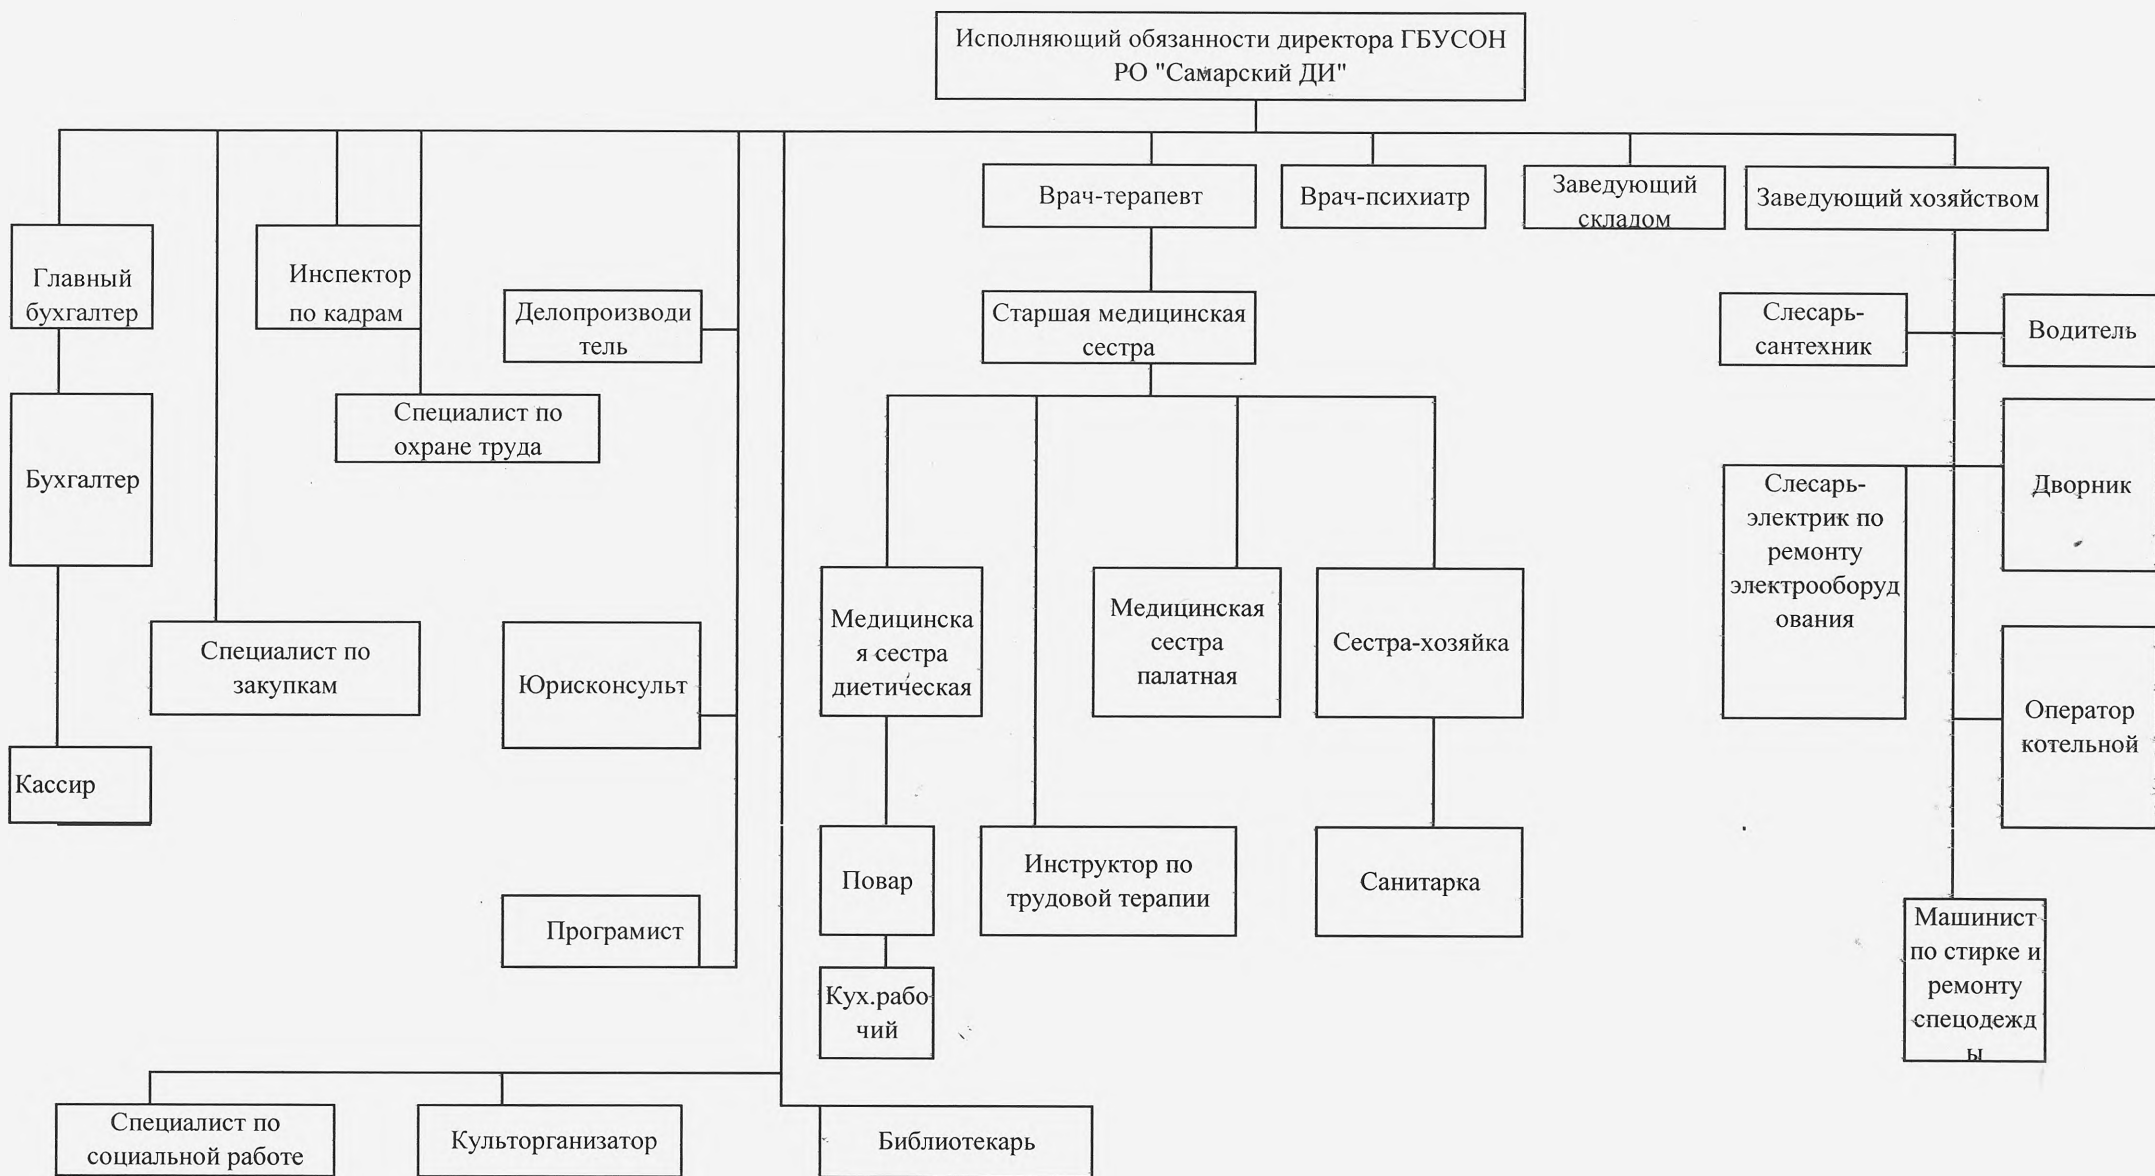 Исполняющий обязанности директора ГБУСОН
РО "Самарский ДИ"
Врач-терапевт
Врач-психиатр
Заведующий
складом
Заведующий хозяйством
Главный
бухгалтер
Инспектор
по кадрам
Делопроизводи
тель
Старшая медицинская
сестра
Слесарь-
сантехник
Водитель
Бухгалтер
Специалист по
охране труда
Слесарь-
электрик по
ремонту
электрооборуд
ования
Дворник
Специалист по
закупкам
Юрисконсульт
Медицинска
я сестра
диетическая
Медицинская
сестра
палатная
Сестра-хозяйка
Оператор
котельной
Кассир
Програмист
Повар
Инструктор по
трудовой терапии
Санитарка
Машинист
по стирке и
ремонту
спецодежд
ы
Кух.рабо
чий
Специалист по
социальной работе
Культорганизатор
Библиотекарь